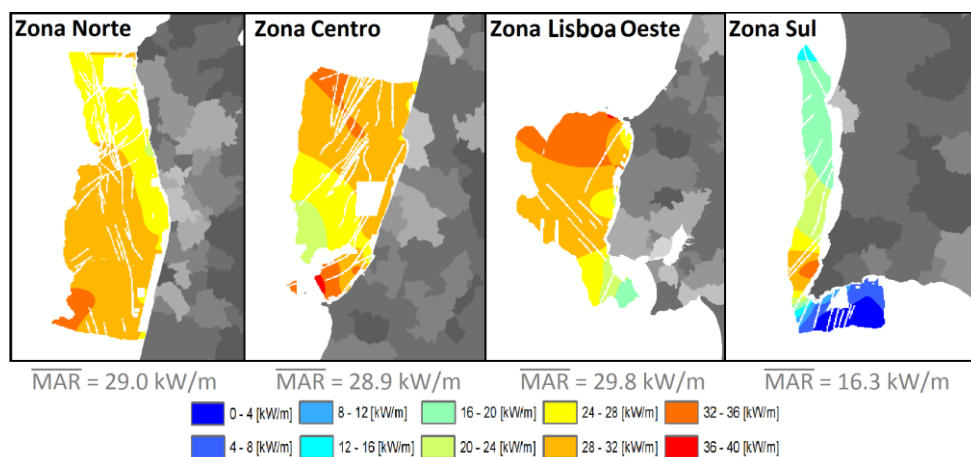 Zona Norte
Zona Centro
Zona Lisboa Oeste
Zona Sul
MAR = 29.0 kW/m
MAR = 28.9 kW/m
MAR = 29.8 kW/m
MAR = 16.3 kW/m
0 - 4 [kW/m]
8 - 12 [kW/m]
16 - 20 [kW/m]
24 - 28 [kW/m]
32 - 36 [kW/m]
4 - 8 [kW/m]
12 - 16 [kW/m]
20 - 24 [kW/m]
28 - 32 [kW/m]
36 - 40 [kW/m]